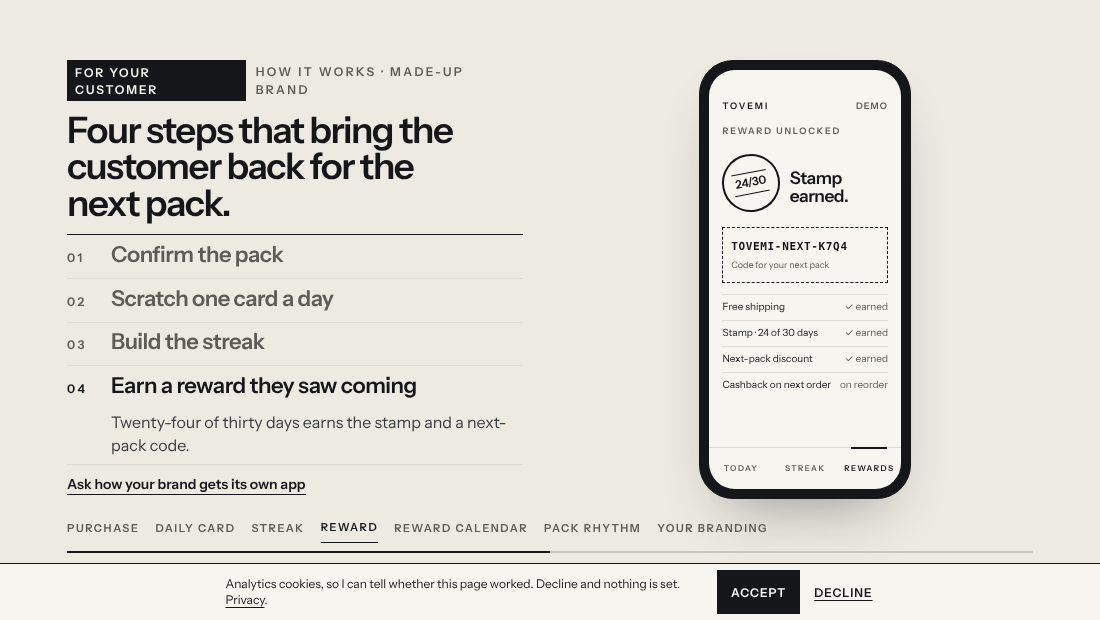 FOR YOUR
CUSTOMER
HOW IT WORKS · MADE-UP
BRAND
Four steps that bring the
customer back for the
next pack.
01 Confirm the pack
02 Scratch one card a day
03 Build the streak
04 Earn a reward they saw coming
Twenty-four of thirty days earns the stamp and a next-
pack code.
Ask how your brand gets its own app
TOVEMI DEMO
REWARD UNLOCKED
24/30
Stamp
earned.
TOVEMI-NEXT-K7Q4
Code for your next pack
Free shipping ✓ earned
Stamp · 24 of 30 days ✓ earned
Next-pack discount ✓ earned
Cashback on next order on reorder
TODAY STREAK REWARDS
PURCHASE DAILY CARD STREAK REWARD REWARD CALENDAR PACK RHYTHM YOUR BRANDING
Analytics cookies, so I can tell whether this page worked. Decline and nothing is set.
Privacy.
ACCEPT DECLINE